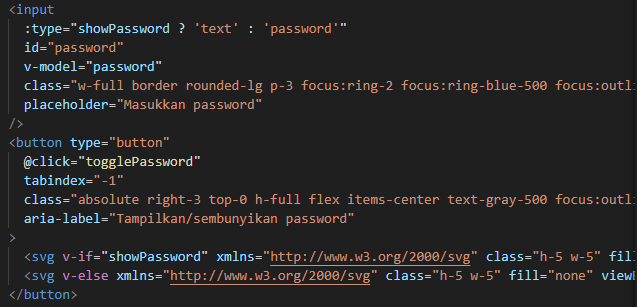 <input
:type="showPassword ? 'text' : 'password'"
id="password"
v-model="password"
class="w-full border rounded-lg p-3 focus:ring-2 focus:ring-blue-500 focus:outli
placeholder="Masukkan password"
/>
<button type="button"
@click="togglePassword"
tabindex="-1"
class="absolute right-3 top-0 h-full flex items-center text-gray-500 focus:outli
aria-label="Tampilkan/sembunyikan password"
>
<svg v-if="showPassword" xmlns="http://www.w3.org/2000/svg" class="h-5 w-5" fill
<svg v-else xmlns="http://www.w3.org/2000/svg" class="h-5 w-5" fill="none" view
</button>